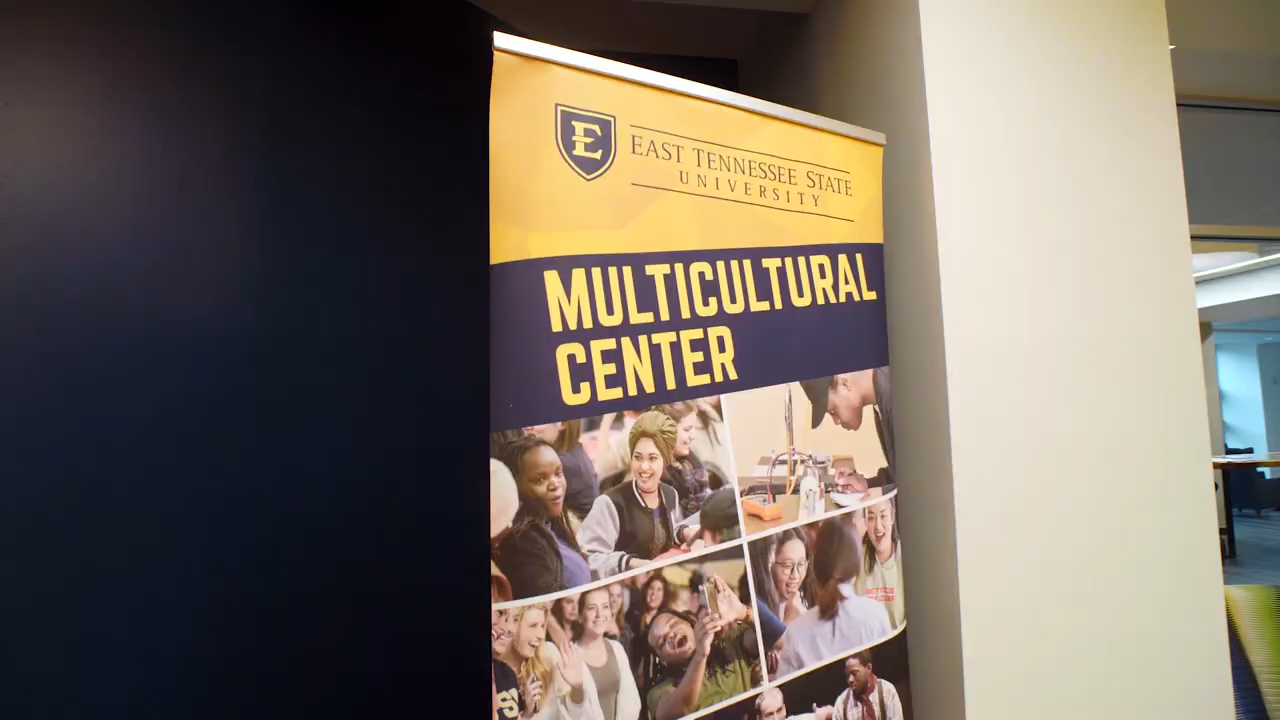 E
EAST TENNESSEE STATE
UNIVERSITY
MULTICULTURAL
CENTER